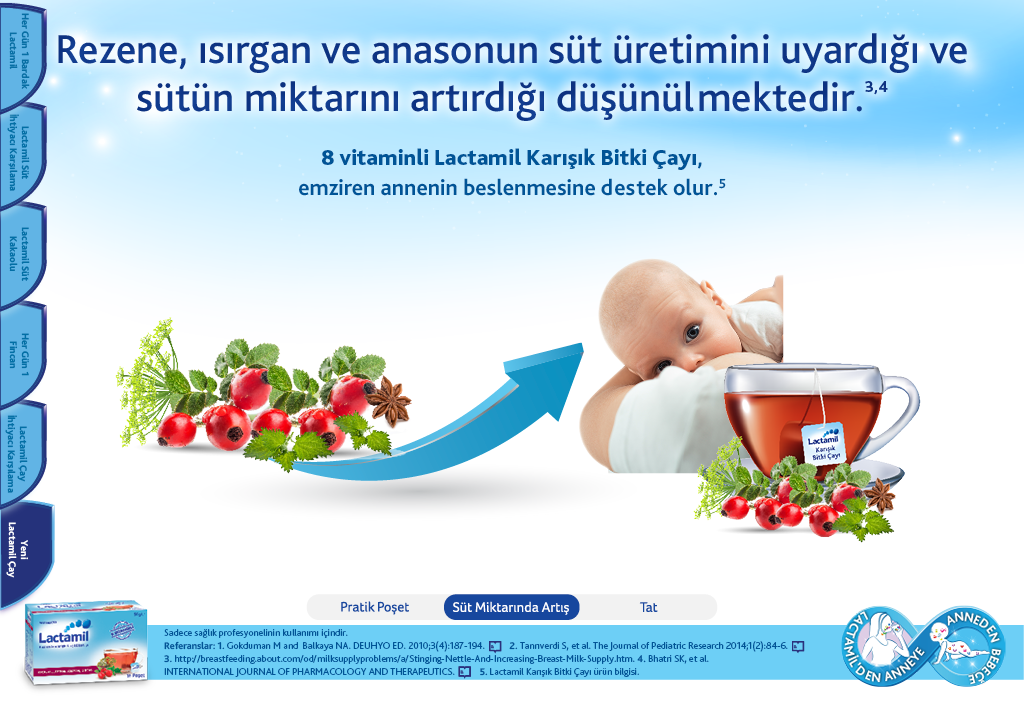 Rezene, ısırgan ve anasonun süt üretimini uyardığı ve
sütün miktarını artırdığı düşünülmektedir.3,4
8 vitaminli Lactamil Karışık Bitki Çayı,
emziren annenin beslenmesine destek olur.5
Her Gün 1 Bardak
Lactamil
Lactamil Süt
İhtiyacı Karşılama
Lactamil Süt
Kakaolu
Her Gün 1
Fincan
Lactamil Çay
İhtiyacı Karşılama
Yeni
Lactamil Çay
Lactamil
Karışık
Bitki Çayı
Pratik Poşet
Süt Miktarında Artış
Tat
Lactamil
Sadece sağlık profesyonelinin kullanımı içindir.
Referanslar: 1. Gokduman M and Balkaya NA. DEUHYO ED. 2010;3(4):187-194. 2. Tanrıverdi S, et al. The Journal of Pediatric Research 2014;1(2):84-6.
3. http://breastfeeding.about.com/od/milksupplyproblems/a/Stinging-Nettle-And-Increasing-Breast-Milk-Supply.htm. 4. Bhatri SK, et al.
INTERNATIONAL JOURNAL OF PHARMACOLOGY AND THERAPEUTICS. 5. Lactamil Karışık Bitki Çayı ürün bilgisi.
LACTAMIL'DEN ANNEYE
ANNEDEN BEBEĞE